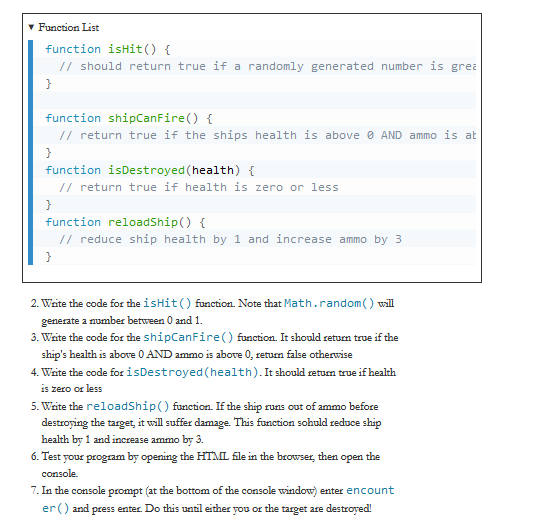 ▼ Function List
function isHit() {
// should return true if a randomly generated number is grea
}
function shipCanFire() {
// return true if the ships health is above 0 AND ammo is ab
}
function isDestroyed(health) {
// return true if health is zero or less
}
function reloadShip() {
// reduce ship health by 1 and increase ammo by 3
}
2. Write the code for the isHit() function. Note that Math.random() will
generate a number between 0 and 1.
3. Write the code for the shipCanFire() function. It should return true if the
ship's health is above 0 AND ammo is above 0, return false otherwise
4. Write the code for isDestroyed(health). It should return true if health
is zero or less
5. Write the reloadShip() function. If the ship runs out of ammo before
destroying the target, it will suffer damage. This function sohuld reduce ship
health by 1 and increase ammo by 3.
6. Test your program by opening the HTML file in the browser, then open the
console.
7. In the console prompt (at the bottom of the console window) enter encount
er() and press enter. Do this until either you or the target are destroyed!